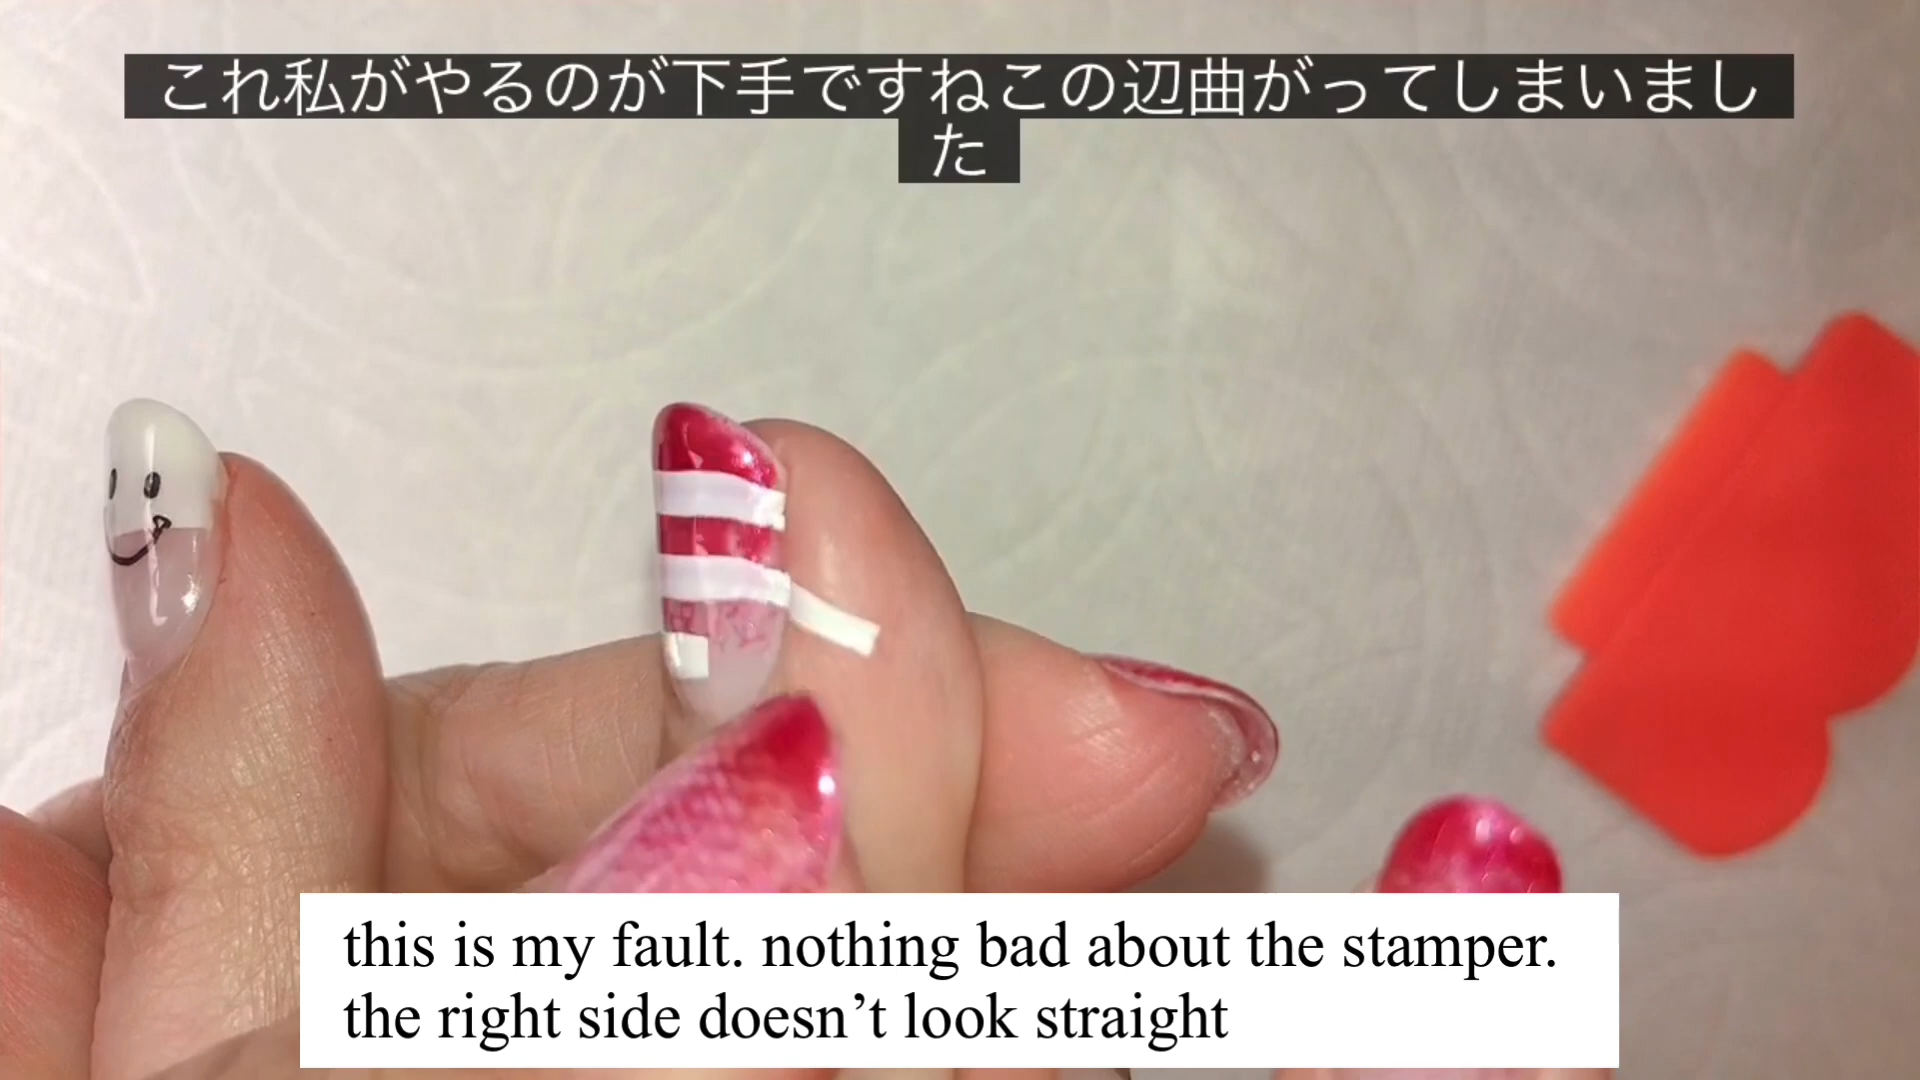 これ私がやるのが下手ですねこの辺曲がってしまいまし
た
this is my fault. nothing bad about the stamper.
the right side doesn’t look straight